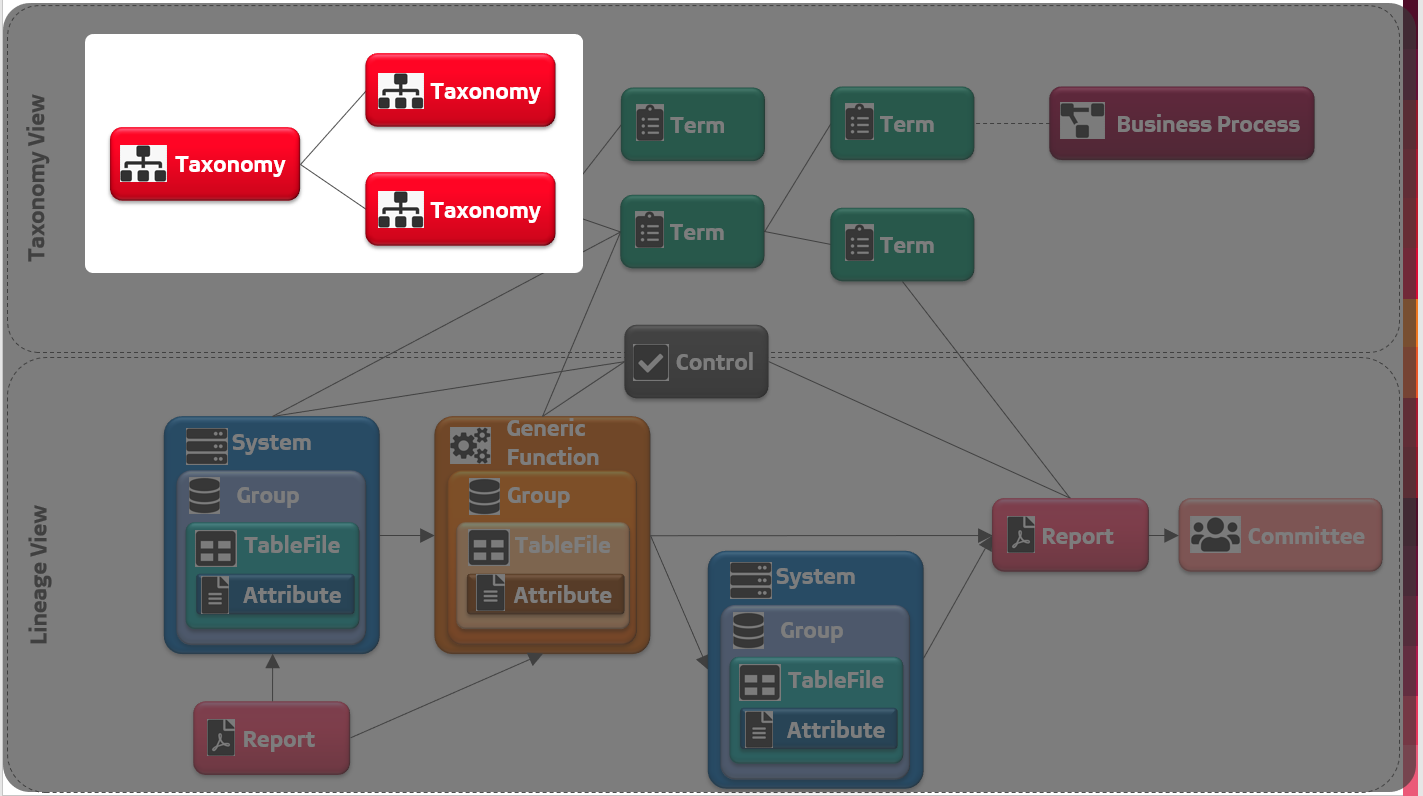 Taxonomy View
Taxonomy
Taxonomy
Taxonomy
Term
Term
Term
Term
Business Process
Control
Lineage View
System
Group
TableFile
Attribute
Generic
Function
Group
TableFile
Attribute
System
Group
TableFile
Attribute
Report
Committee
Report